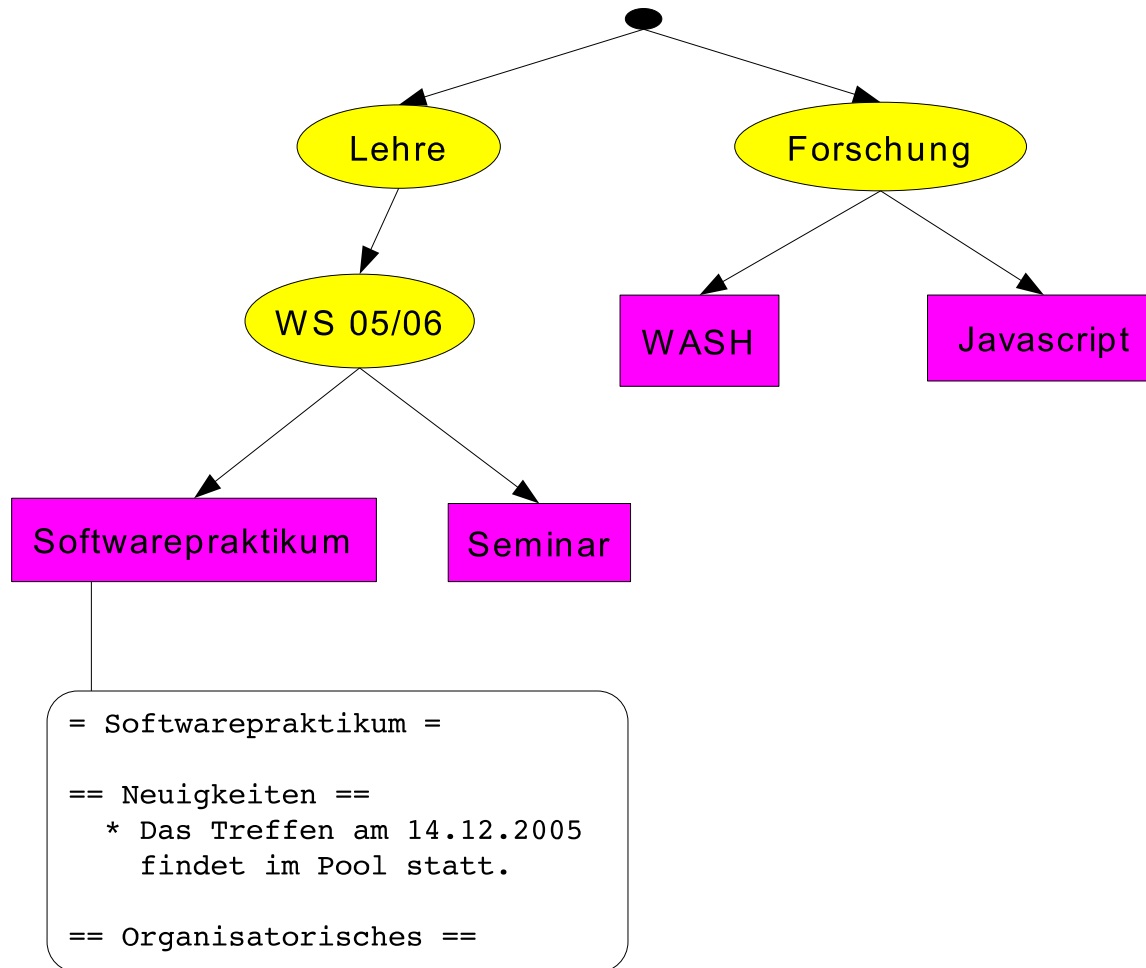 Lehre
Forschung
WS 05/06
WASH
Javascript
Softwarepraktikum
Seminar
= Softwarepraktikum =
== Neuigkeiten ==
* Das Treffen am 14.12.2005
findet im Pool statt.
== Organisatorisches ==